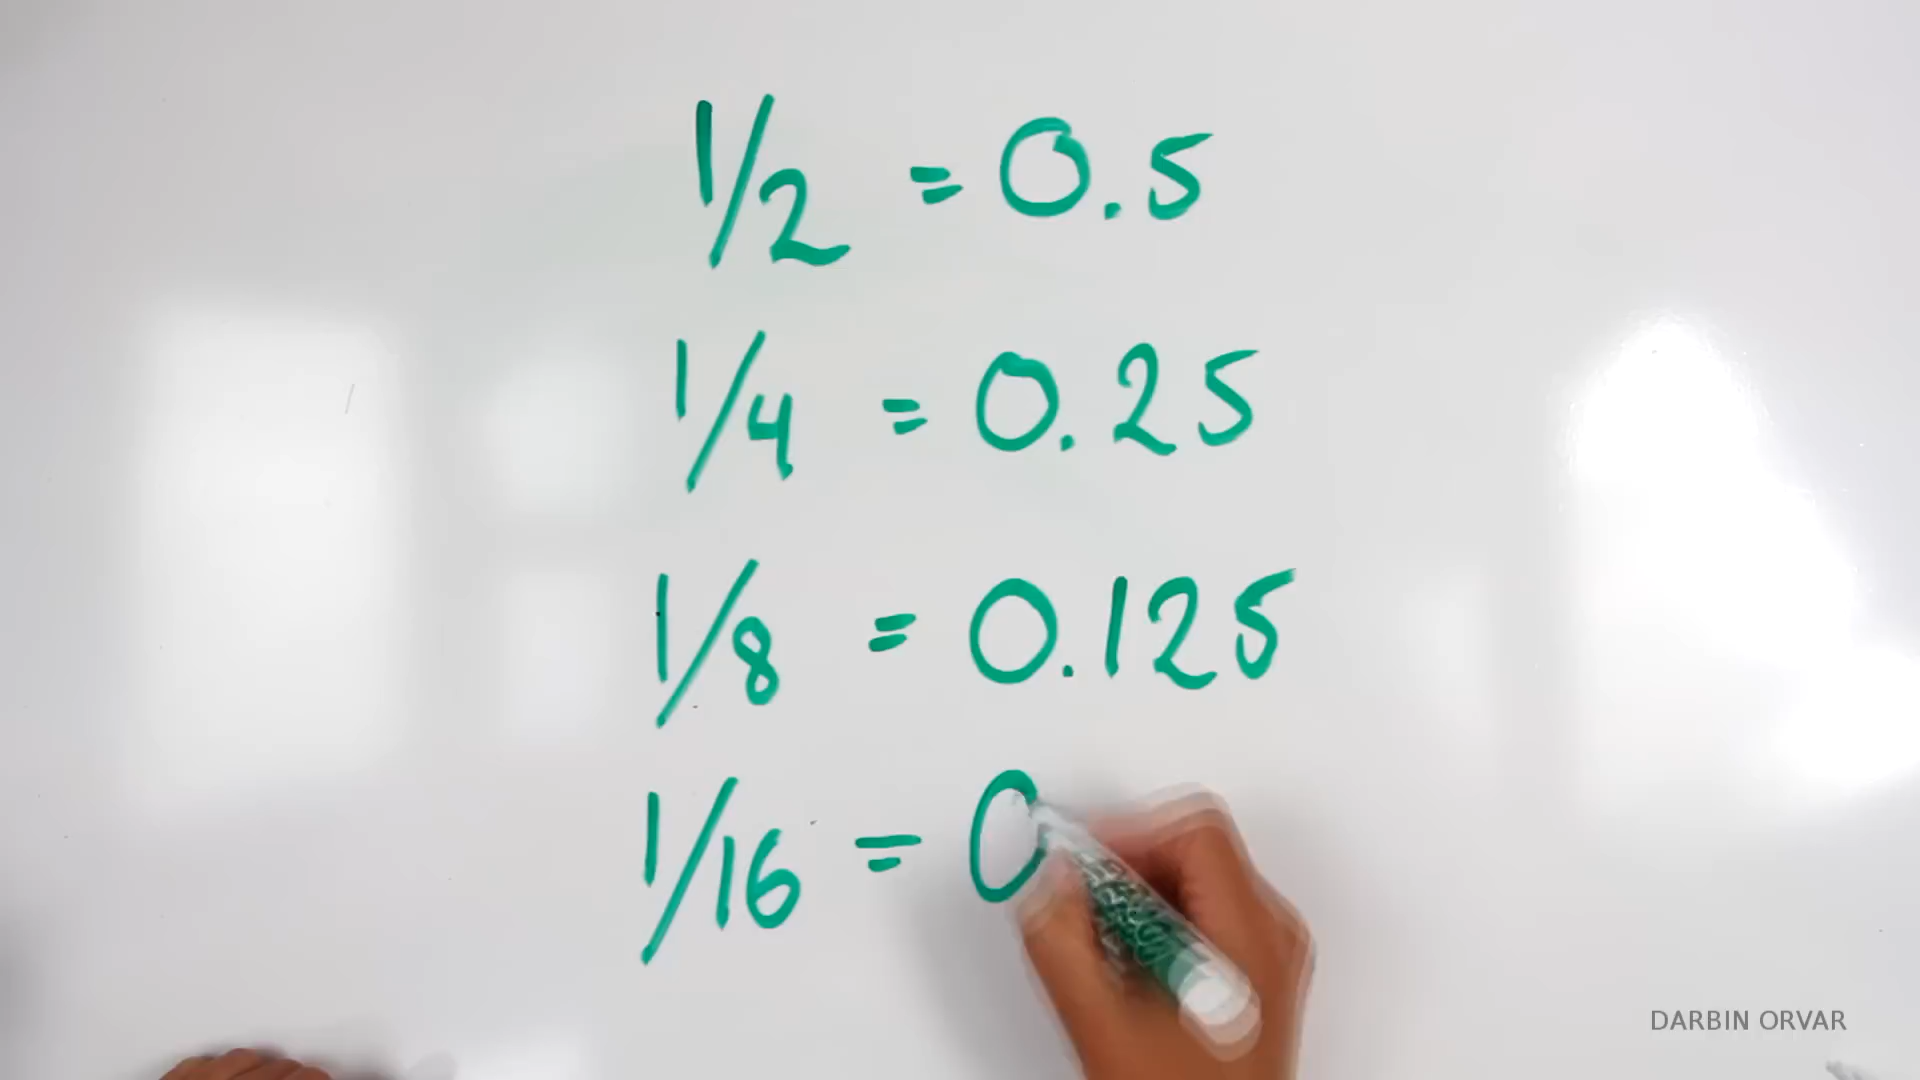 1/2 = 0.5
1/4 = 0.25
1/8 = 0.125
1/16 = 0
DARBIN ORVAR